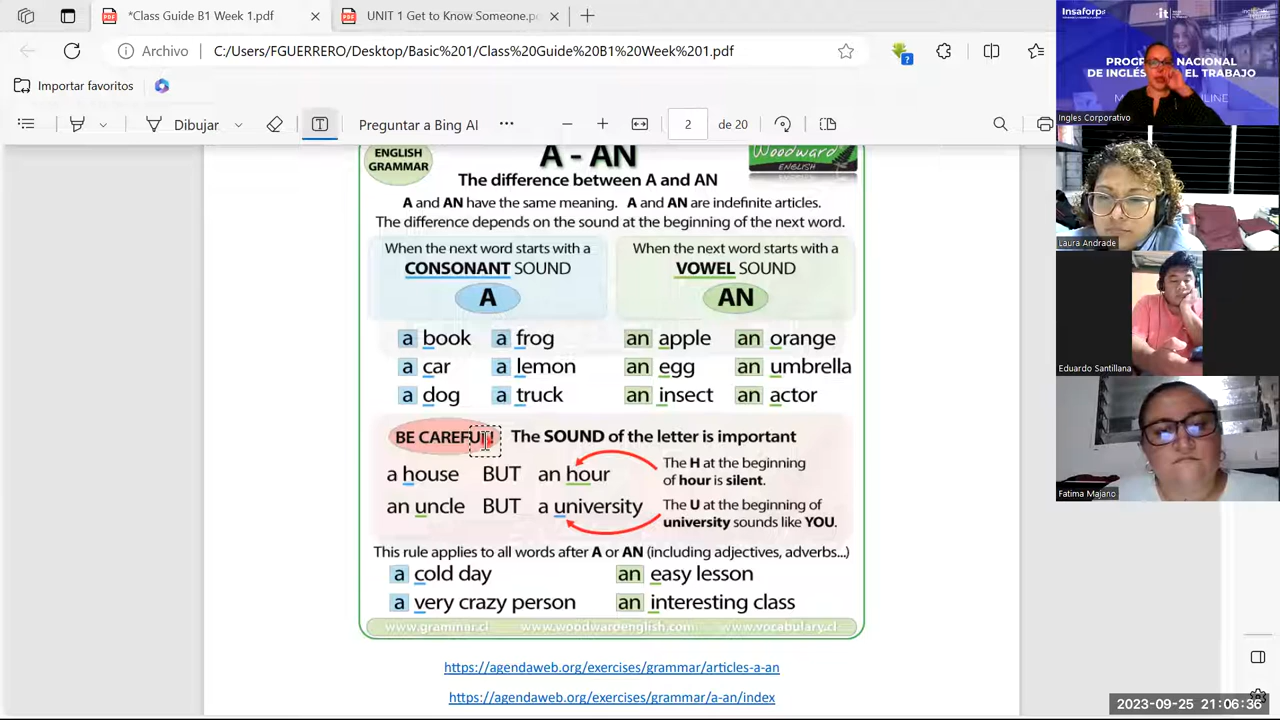 *Class Guide B1 Week 1.pdf
UNIT 1 Get to Know Someone.pdf
Archivo
C:/Users/FGUERRERO/Desktop/Basic%201/Class%20Guide%20B1%20Week%201.pdf
Importar favoritos
Dibujar
Preguntar a Bing AI
2
de 20
ENGLISH
GRAMMAR
A - AN
Woodward
ENGLISH
The difference between A and AN
A and AN have the same meaning. A and AN are indefinite articles.
The difference depends on the sound at the beginning of the next word.
When the next word starts with a
CONSONANT SOUND
A
When the next word starts with a
VOWEL SOUND
AN
a book a frog an apple an orange
a car a lemon an egg an umbrella
a dog a truck an insect an actor
BE CAREFUL!
The SOUND of the letter is important
a house BUT an hour
The H at the beginning
of hour is silent.
an uncle BUT a university
The U at the beginning of
university sounds like YOU.
This rule applies to all words after A or AN (including adjectives, adverbs...)
a cold day an easy lesson
a very crazy person an interesting class
www.grammar.cl www.woodwardenglish.com www.vocabulary.cl
https://agendaweb.org/exercises/grammar/articles-a-an
https://agendaweb.org/exercises/grammar/a-an/index
Insaforp
it
PROG NACIONAL
DE INGLÉS EL TRABAJO
LINE
Ingles Corporativo
Laura Andrade
Eduardo Santillana
Fatima Majano
2023-09-25 21:06:36